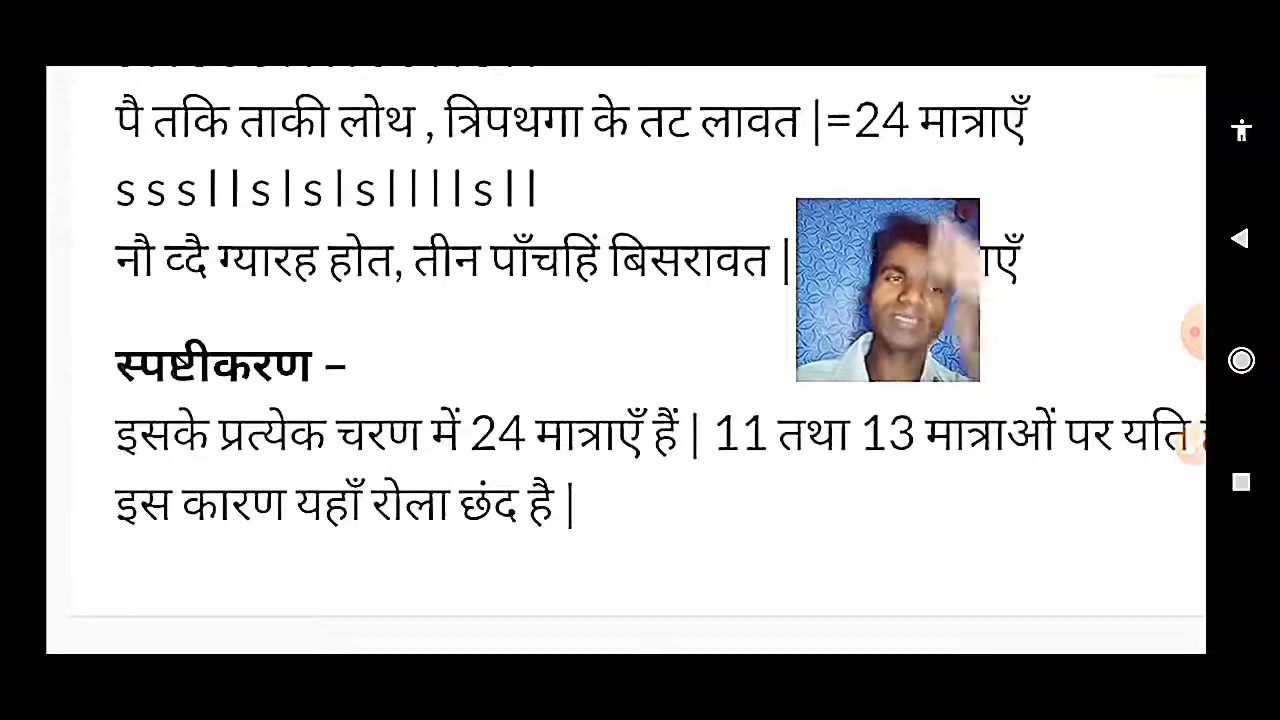 पै तकि ताकी लोथ , त्रिपथगा के तट लावत |=24 मात्राएँ
s s s l l s l s l s l l l l s l l
नौ व्दै ग्यारह होत, तीन पाँचहिं बिसरावत |
स्पष्टीकरण –
इसके प्रत्येक चरण में 24 मात्राएँ हैं | 11 तथा 13 मात्राओं पर यति
इस कारण यहाँ रोला छंद है |